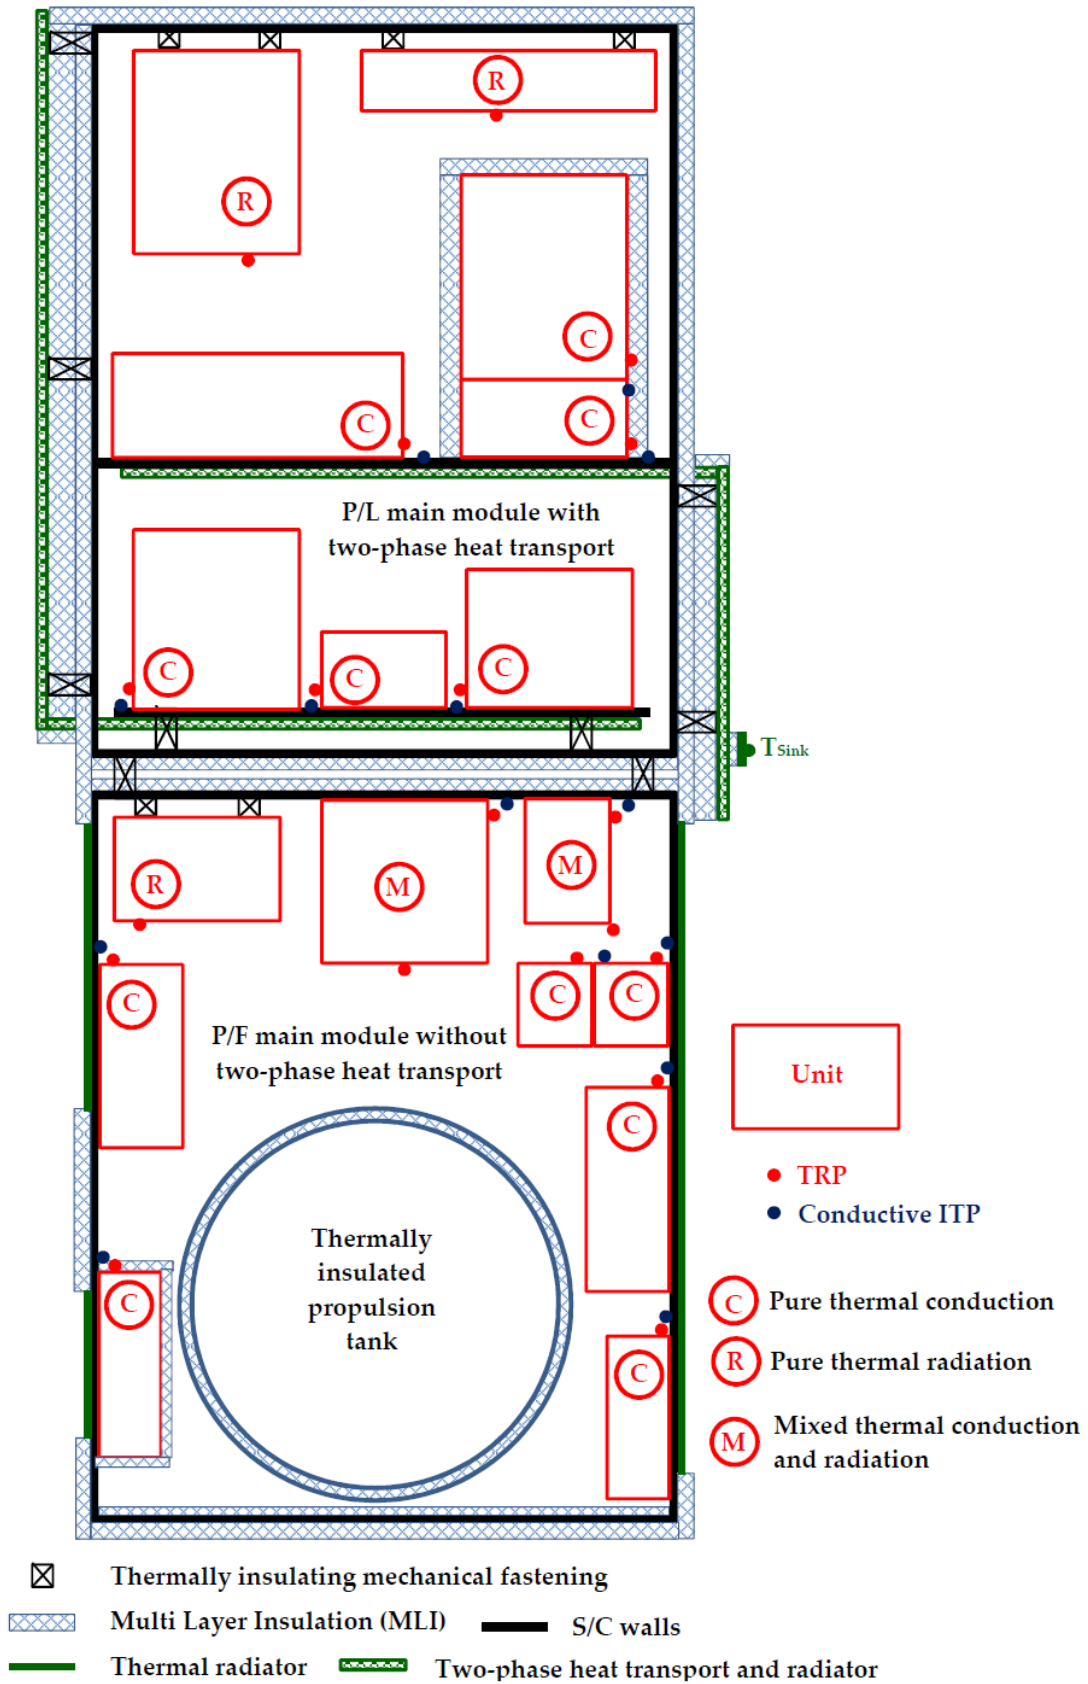 R
R
C
C
C
P/L main module with
two-phase heat transport
C
C
C
TSink
M
R
M
C
C
C
P/F main module without
two-phase heat transport
Unit
C
TRP
Conductive ITP
Thermally
insulated
propulsion
tank
C
C
Pure thermal conduction
R
Pure thermal radiation
C
M
Mixed thermal conduction
and radiation
Thermally insulating mechanical fastening
Multi Layer Insulation (MLI)
S/C walls
Thermal radiator
Two-phase heat transport and radiator